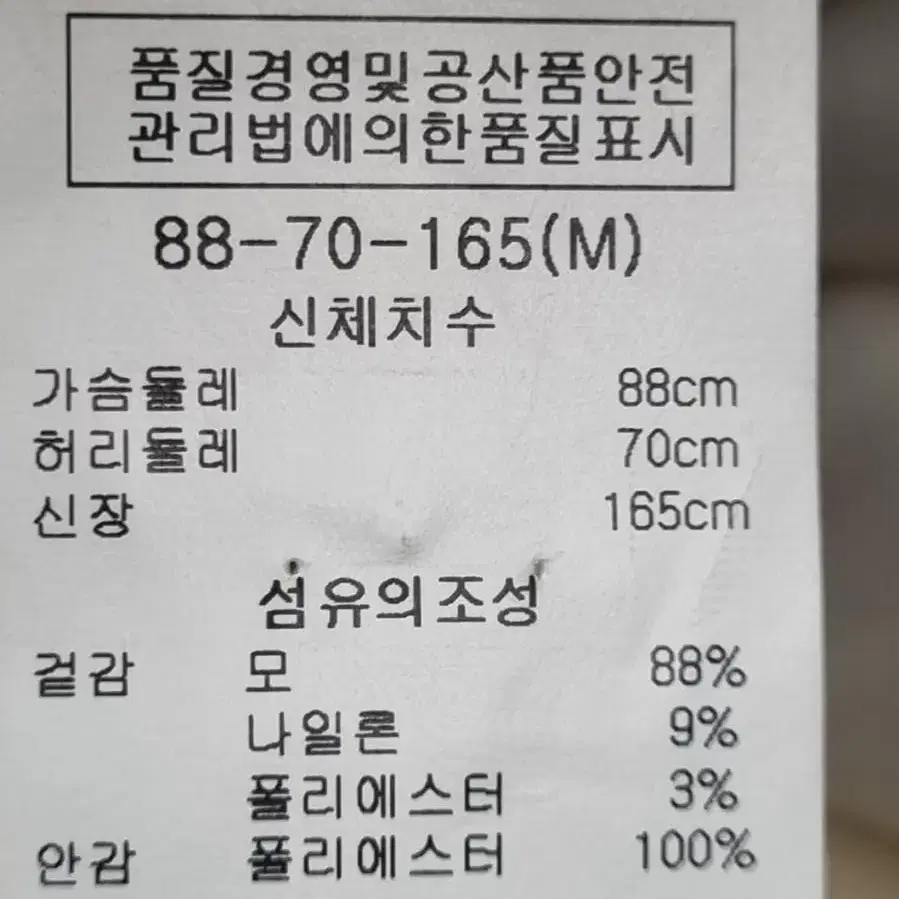 품질경영및공산품안전
관리법에의한품질표시
88-70-165(M)
신체치수
가슴둘레 88cm
허리둘레 70cm
신장 165cm
섬유의조성
겉감 모 88%
나일론 9%
폴리에스터 3%
안감 폴리에스터 100%